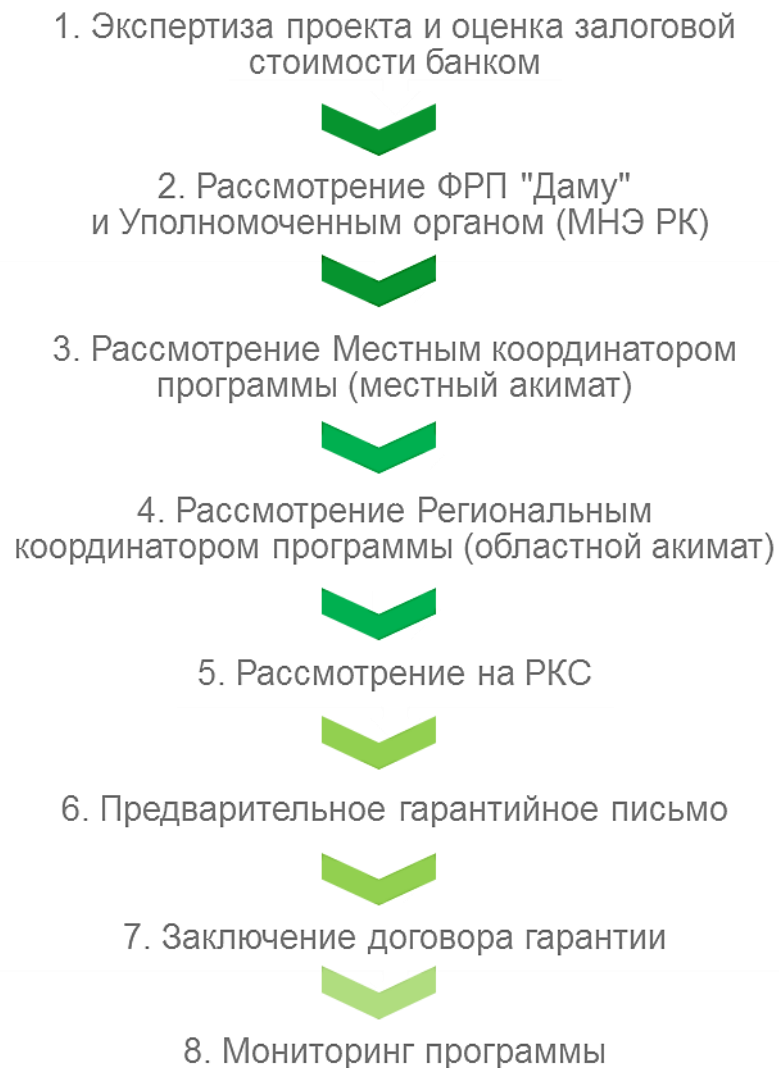 1. Экспертиза проекта и оценка залоговой
стоимости банком
2. Рассмотрение ФРП "Даму"
и Уполномоченным органом (МНЭ РК)
3. Рассмотрение Местным координатором
программы (местный акимат)
4. Рассмотрение Региональным
координатором программы (областной акимат)
5. Рассмотрение на РКС
6. Предварительное гарантийное письмо
7. Заключение договора гарантии
8. Мониторинг программы